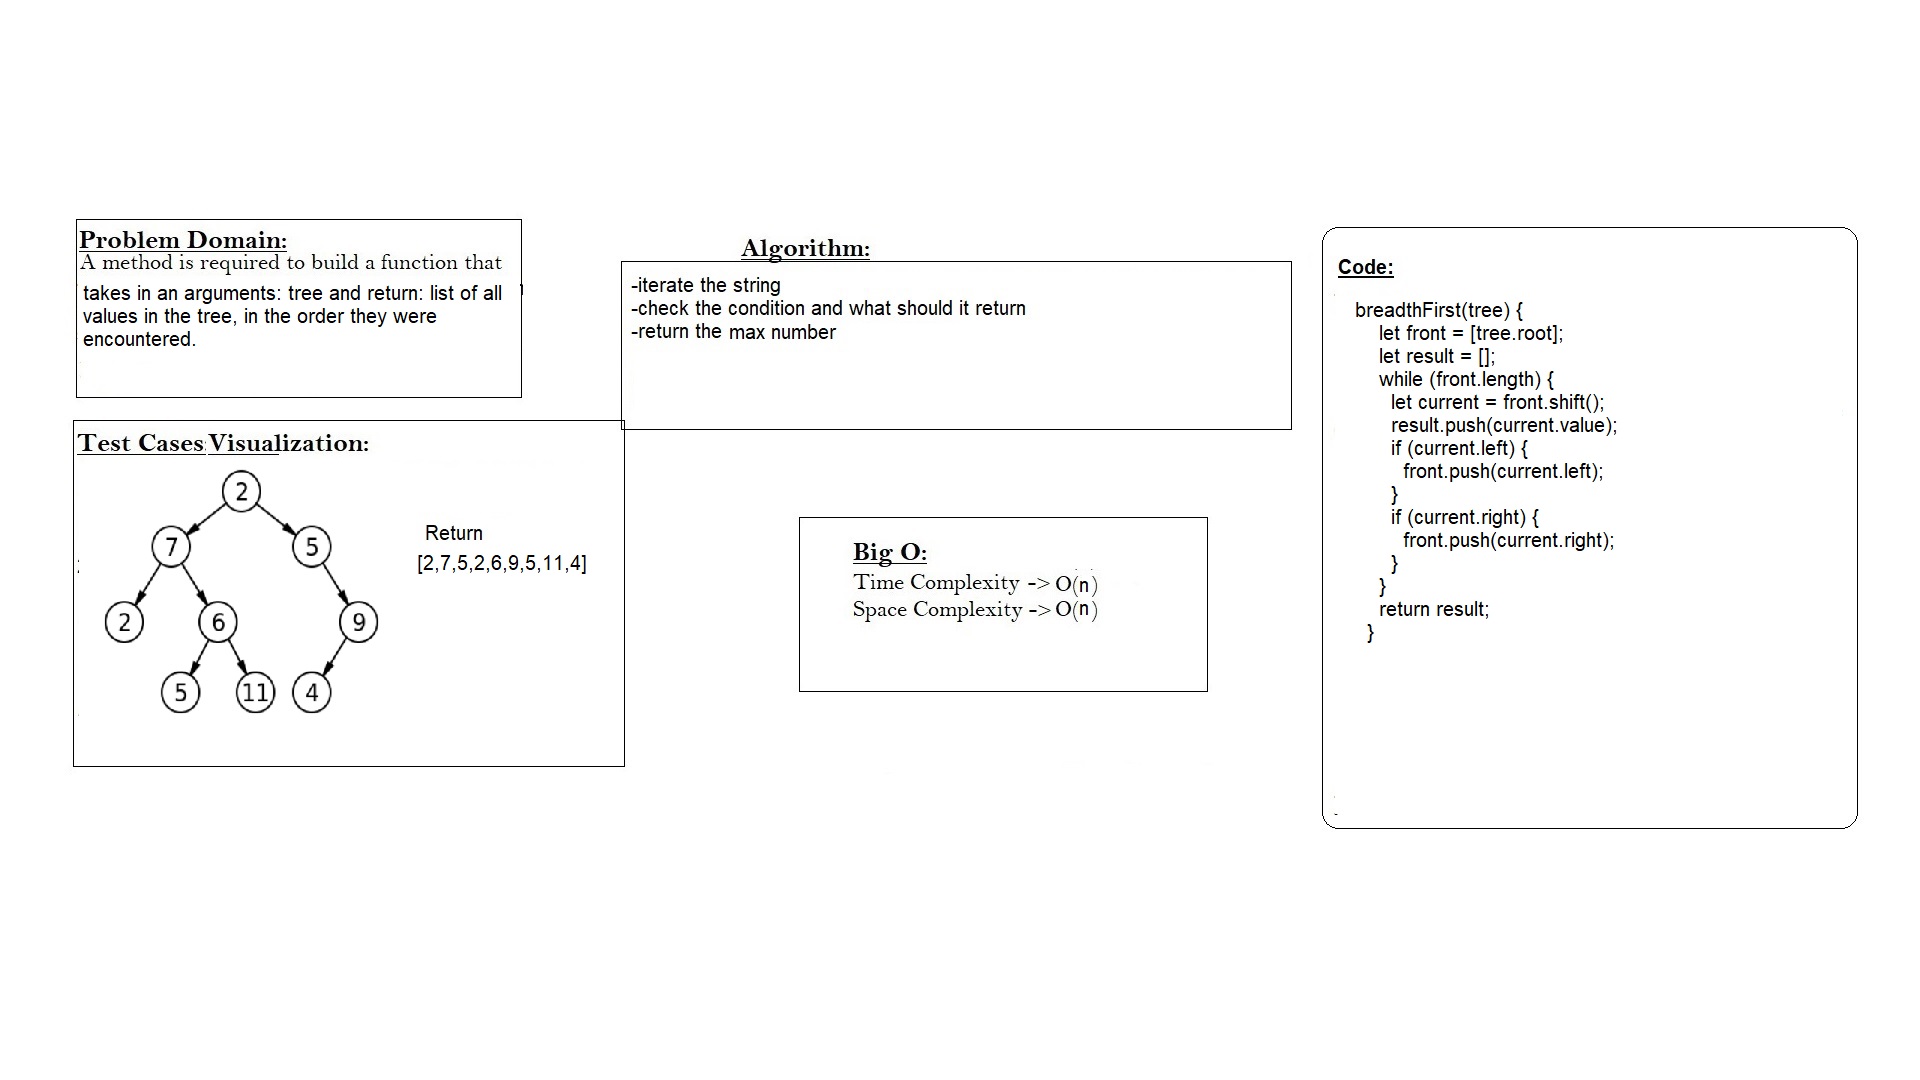 Problem Domain:
A method is required to build a function that
takes in an arguments: tree and return: list of all
values in the tree, in the order they were
encountered.
Test Cases:Visualization:
2
7
5
2
6
9
5
11
4
Return
[2,7,5,2,6,9,5,11,4]
Algorithm:
-iterate the string
-check the condition and what should it return
-return the max number
Big O:
Time Complexity -> O(n)
Space Complexity -> O(n)
Code:
breadthFirst(tree) {
let front = [tree.root];
let result = [];
while (front.length) {
let current = front.shift();
result.push(current.value);
if (current.left) {
front.push(current.left);
}
if (current.right) {
front.push(current.right);
}
}
return result;
}